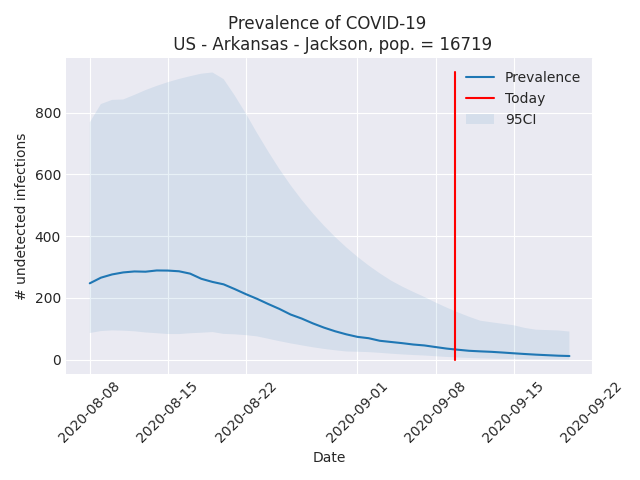 Prevalence of COVID-19
US - Arkansas - Jackson, pop. = 16719
Prevalence
Today
95CI
# undetected infections
800
600
400
200
0
2020-08-08
2020-08-15
2020-08-22
2020-09-01
2020-09-08
2020-09-15
2020-09-22
Date